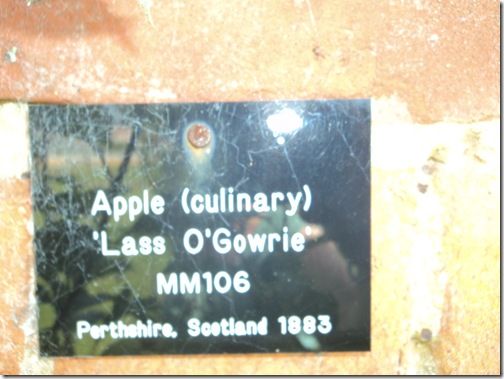 Apple (culinary)
'Lass O'Gowrie'
MM106
Perthshire, Scotland 1883